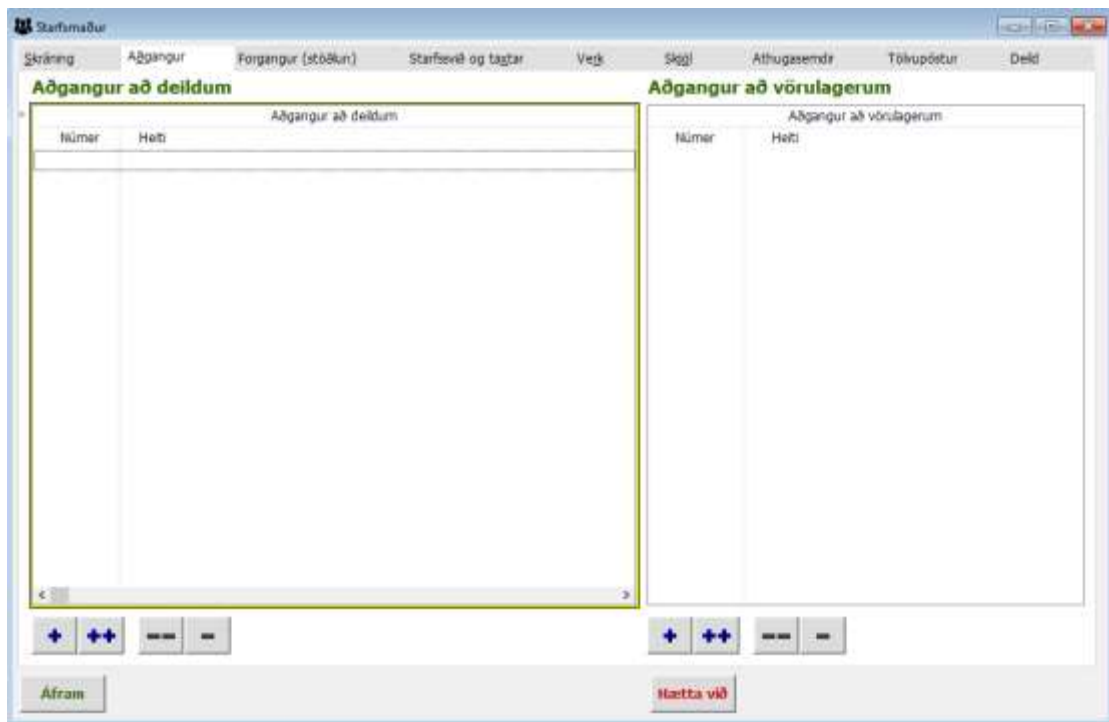 Starfsmaður
Skráning Aðgangur Forgangur (stöðlun) Starfssvið og taxtar Verk Skjöl Athugasemdir Tölvupóstur Deild
Aðgangur að deildum Aðgangur að vörulagerum
Aðgangur að deildum Aðgangur að vörulagerum
Númer Heiti Númer Heiti
+ ++ -- - + ++ -- -
Áfram Hætta við